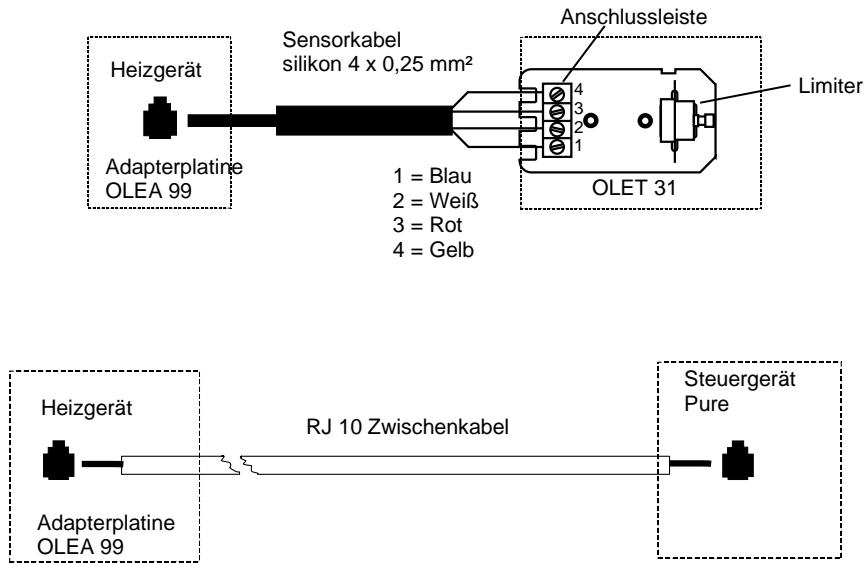 Anschlussleiste
Sensorkabel
silikon 4 x 0,25 mm²
Heizgerät
Limiter
4
3
2
1
Adapterplatine
OLEA 99
1 = Blau
2 = Weiß
3 = Rot
4 = Gelb
OLET 31
Steuergerät
Pure
Heizgerät
RJ 10 Zwischenkabel
Adapterplatine
OLEA 99